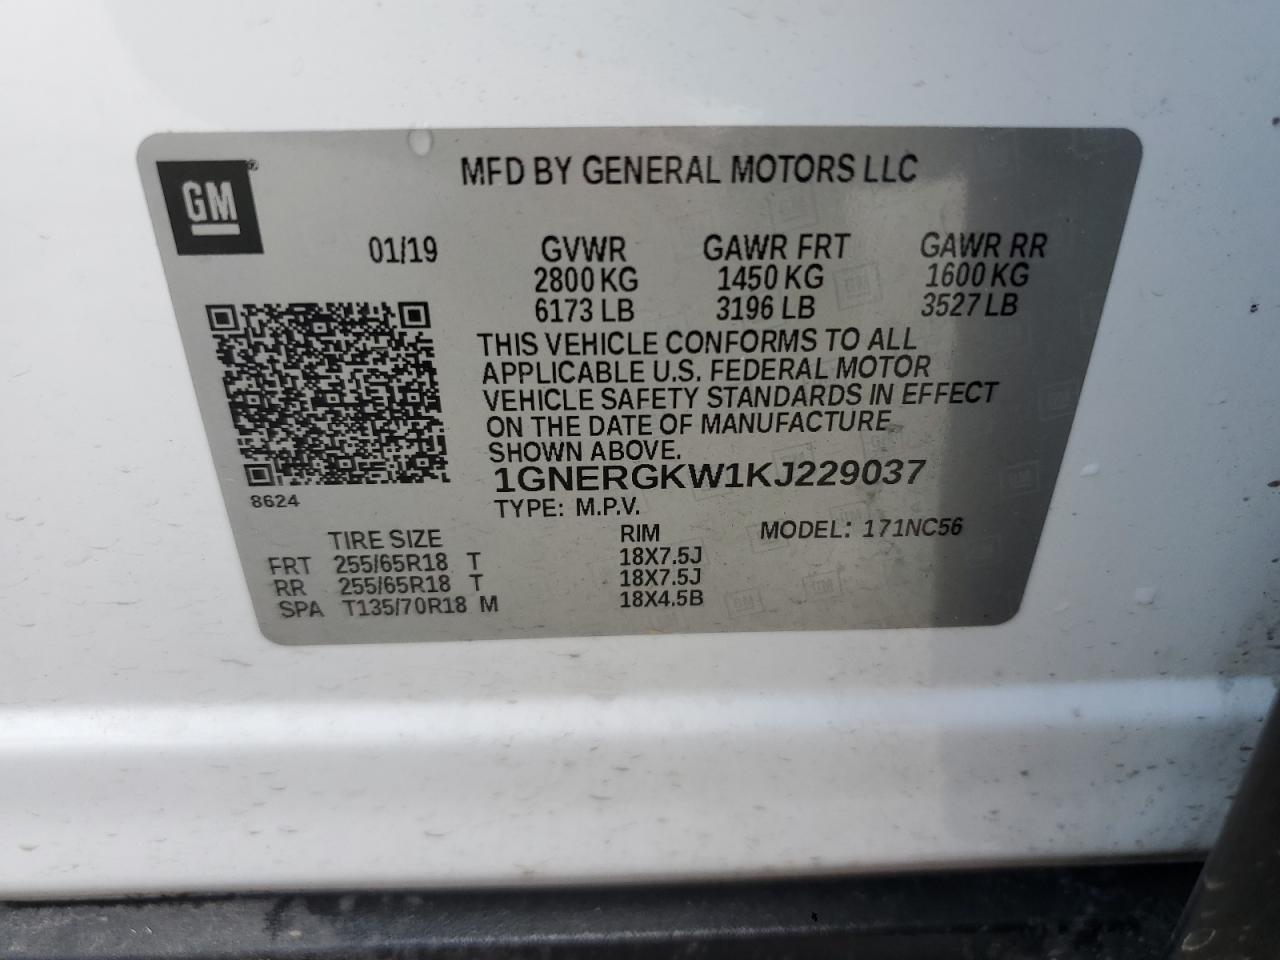 GM
MFD BY GENERAL MOTORS LLC
01/19 GVWR GAWR FRT GAWR RR
2800 KG 1450 KG 1600 KG
6173 LB 3196 LB 3527 LB
THIS VEHICLE CONFORMS TO ALL
APPLICABLE U.S. FEDERAL MOTOR
VEHICLE SAFETY STANDARDS IN EFFECT
ON THE DATE OF MANUFACTURE
SHOWN ABOVE.
1GNERGKW1KJ229037
8624
TYPE: M.P.V.
TIRE SIZE RIM MODEL: 171NC56
FRT 255/65R18 T 18X7.5J
RR 255/65R18 T 18X7.5J
SPA T135/70R18 M 18X4.5B